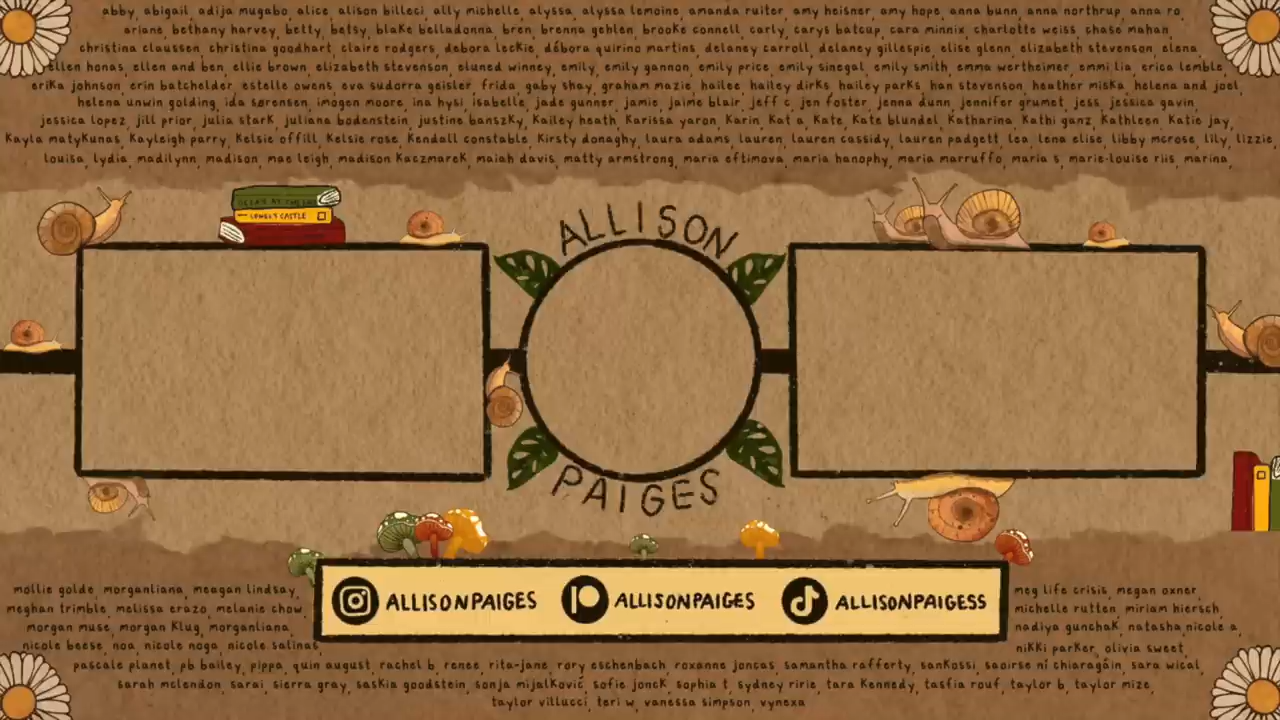 abby, abigail, adija mugabo, alice, alison billeci, ally michelle, alyssa, alyssa lemoine, amanda ruiter, amy heisner, amy hope, anna bunn, anna northrup, anna ro,
ariane, bethany harvey, betty, betsy, blake belladonna, bren, brenna gehlen, brooke connell, carly, carys batcup, cara minnix, charlotte weiss, chase mahan,
christina claussen, christina goodhart, claire rodgers, debora leckie, débora quirino martins, delaney carroll, delaney gillespie, elise glenn, elizabeth stevenson, elena,
ellen honas, ellen and ben, ellie brown, elizabeth stevenson, eluned winney, emily, emily gannon, emily price, emily sinegal, emily smith, emma wertheimer, emmi lia, erica lemble,
erika johnson, erin batchelder, estelle owens, eva sudorra geisler, frida, gaby shay, graham mazie, hailee, hailey dirks, hailey parks, han stevenson, heather miska, helena and joel,
helena unwin golding, ida sørensen, imogen moore, ina hysi, isabelle, jade gunner, jamie, jaime blair, jeff c, jen foster, jenna dunn, jennifer grumet, jess, jessica gavin,
jessica lopez, jill prior, julia stark, juliana bodenstein, justine banszky, kailey heath, karissa yaron, karin, kat a, kate, kate blundel, katharina, kathi ganz, kathleen, katie jay,
kayla matykunas, kayleigh parry, kelsie offill, kelsie rose, kendall constable, kirsty donaghy, laura adams, lauren, lauren cassidy, lauren padgett, lea, lena elise, libby mcrose, lily, lizzie,
louisa, lydia, madilynn, madison, mae leigh, madison kaczmarek, maiah davis, matty armstrong, maria eftimova, maria hanophy, maria marruffo, maria s, marie-louise riis, marina,
LONELY CASTLE
ALLISON
PAIGES
ALLISONPAIGES ALLISONPAIGES ALLISONPAIGESS
mollie golde, morganliana, meagan lindsay,
meghan trimble, melissa erazo, melanie chow,
morgan muse, morgan klug, morganliana,
nicole beese, noa, nicole noga, nicole salinas,
meg life crisis, megan oxner,
michelle rutten, miriam hiersch,
nadiya gunchak, natasha nicole a,
nikki parker, olivia sweet,
pascale planet, pb bailey, pippa, quin august, rachel b, renee, rita-jane, rory eschenbach, roxanne joncas, samantha rafferty, sankossi, saoirse ní chiaragáin, sara wical,
sarah mclendon, sarai, sierra gray, saskia goodstein, sonja mijalković, sofie jonck, sophia t, sydney ririe, tara kennedy, tasfia rouf, taylor b, taylor mize,
taylor villucci, teri w, vanessa simpson, vynexa